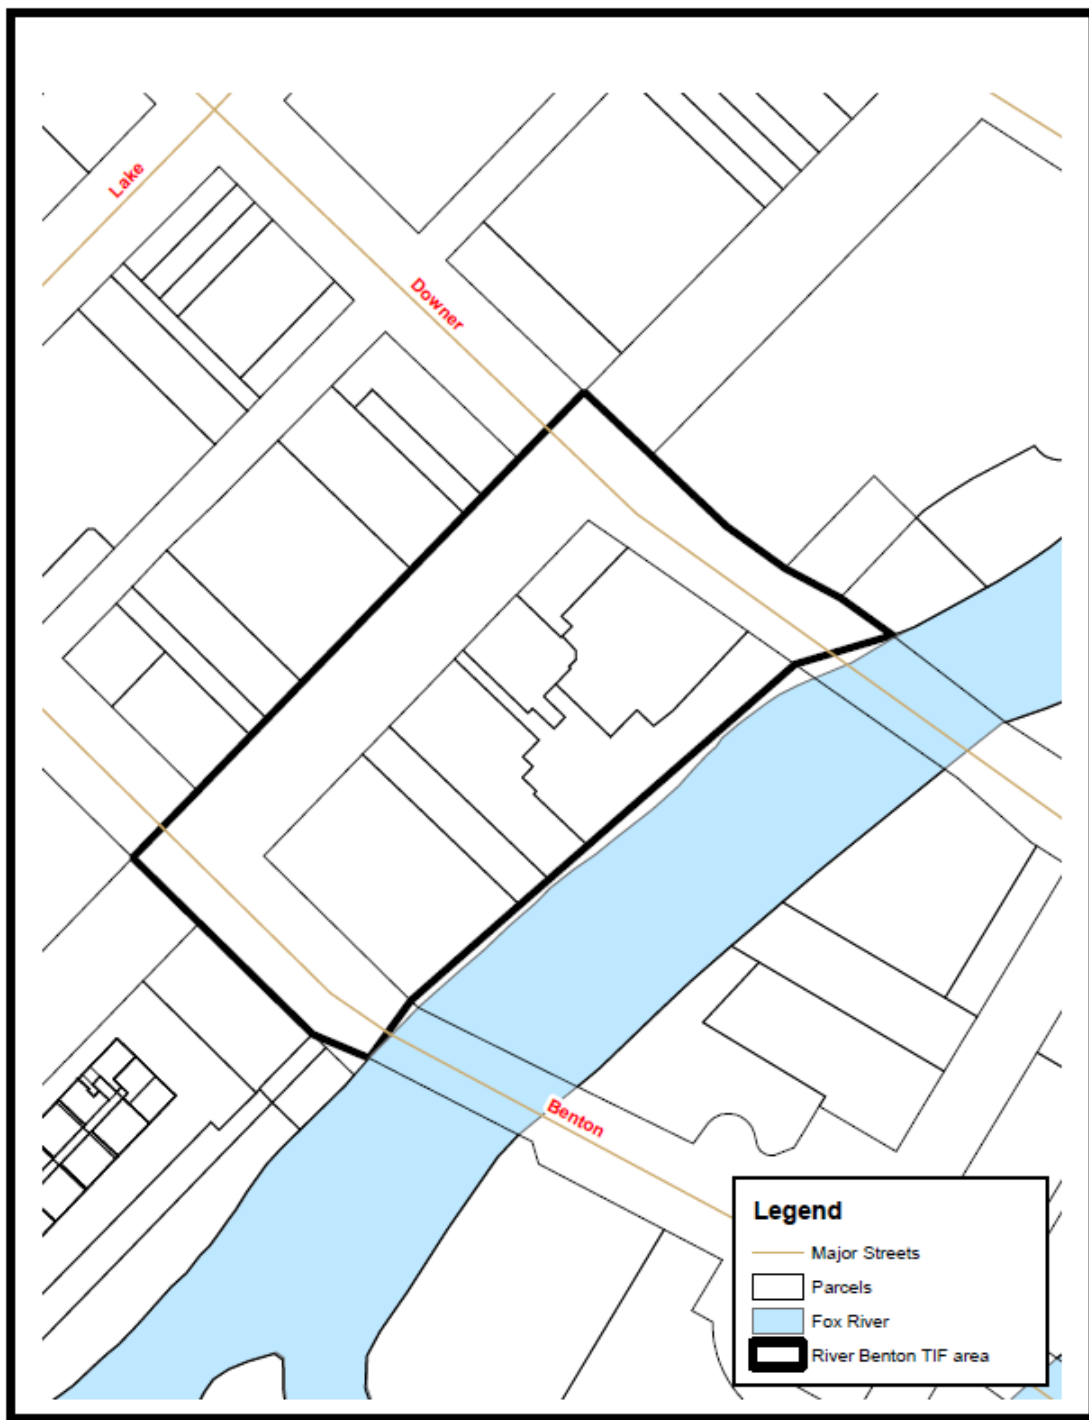 Lake
Downer
Benton
Legend
Major Streets
Parcels
Fox River
River Benton TIF area